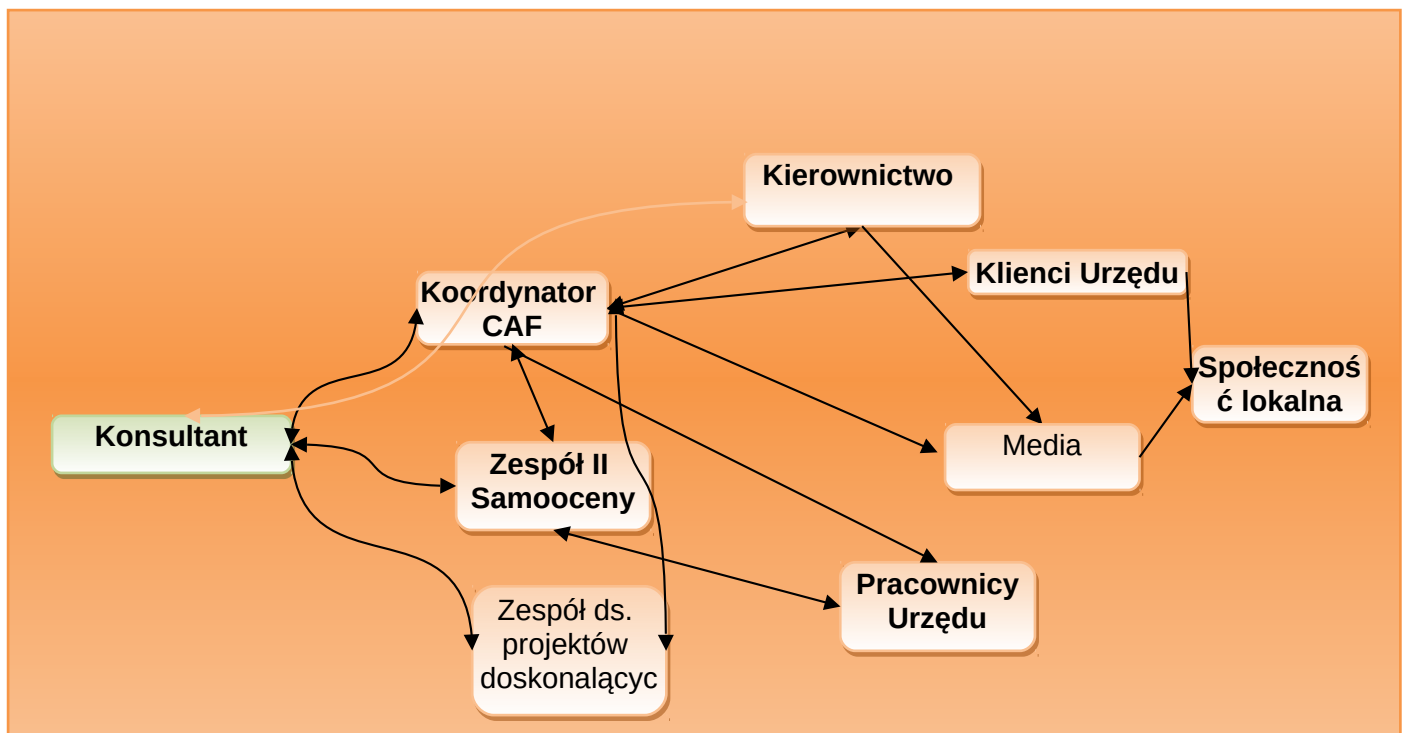 Kierownictwo
Klienci Urzędu
Koordynator
CAF
Społecznoś
ć lokalna
Konsultant
Media
Zespół II
Samooceny
Pracownicy
Urzędu
Zespół ds.
projektów
doskonalącyc